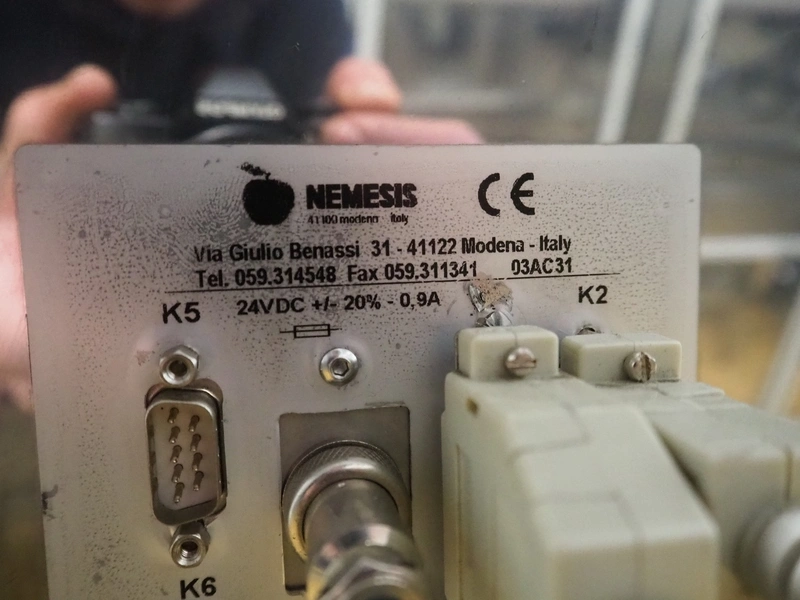 NEMESIS
CE
41100 modena italy
Via Giulio Benassi 31 - 41122 Modena - Italy
Tel. 059.314548 Fax 059.311341 03AC31
K5
24VDC +/- 20% - 0,9A
K2
K6